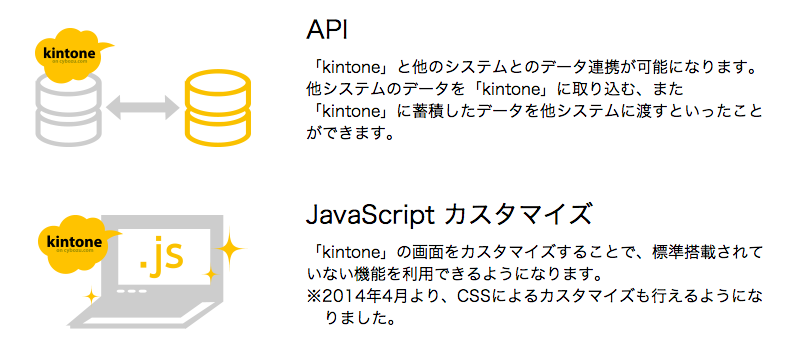 kintone
on cybozu.com
API
「kintone」と他のシステムとのデータ連携が可能になります。
他システムのデータを「kintone」に取り込む、また
「kintone」に蓄積したデータを他システムに渡すといったこと
ができます。
kintone
on cybozu.com
.js
JavaScript カスタマイズ
「kintone」の画面をカスタマイズすることで、標準搭載されて
いない機能を利用できるようになります。
※2014年4月より、CSSによるカスタマイズも行えるようにな
りました。